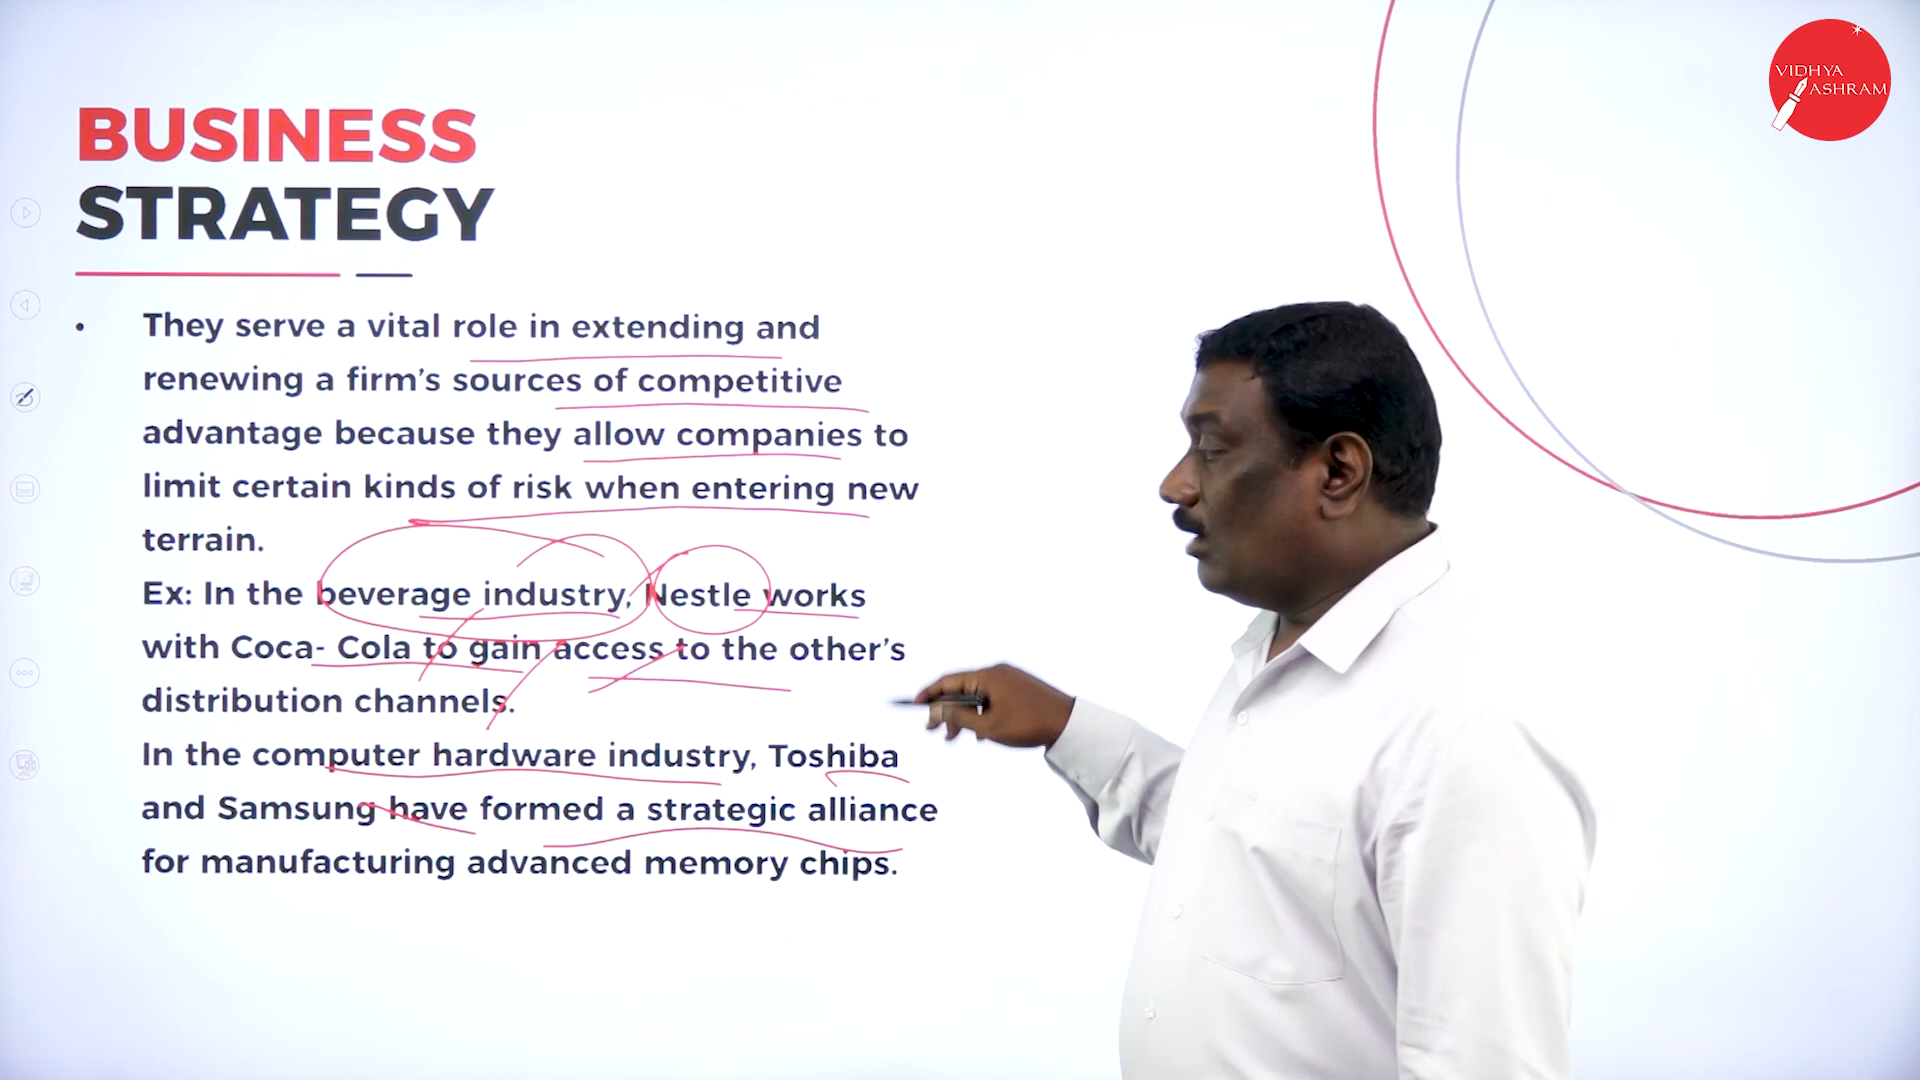 VIDHYA
ASHRAM
BUSINESS
STRATEGY
• They serve a vital role in extending and
renewing a firm’s sources of competitive
advantage because they allow companies to
limit certain kinds of risk when entering new
terrain.
Ex: In the beverage industry, Nestle works
with Coca- Cola to gain access to the other’s
distribution channels.
In the computer hardware industry, Toshiba
and Samsung have formed a strategic alliance
for manufacturing advanced memory chips.